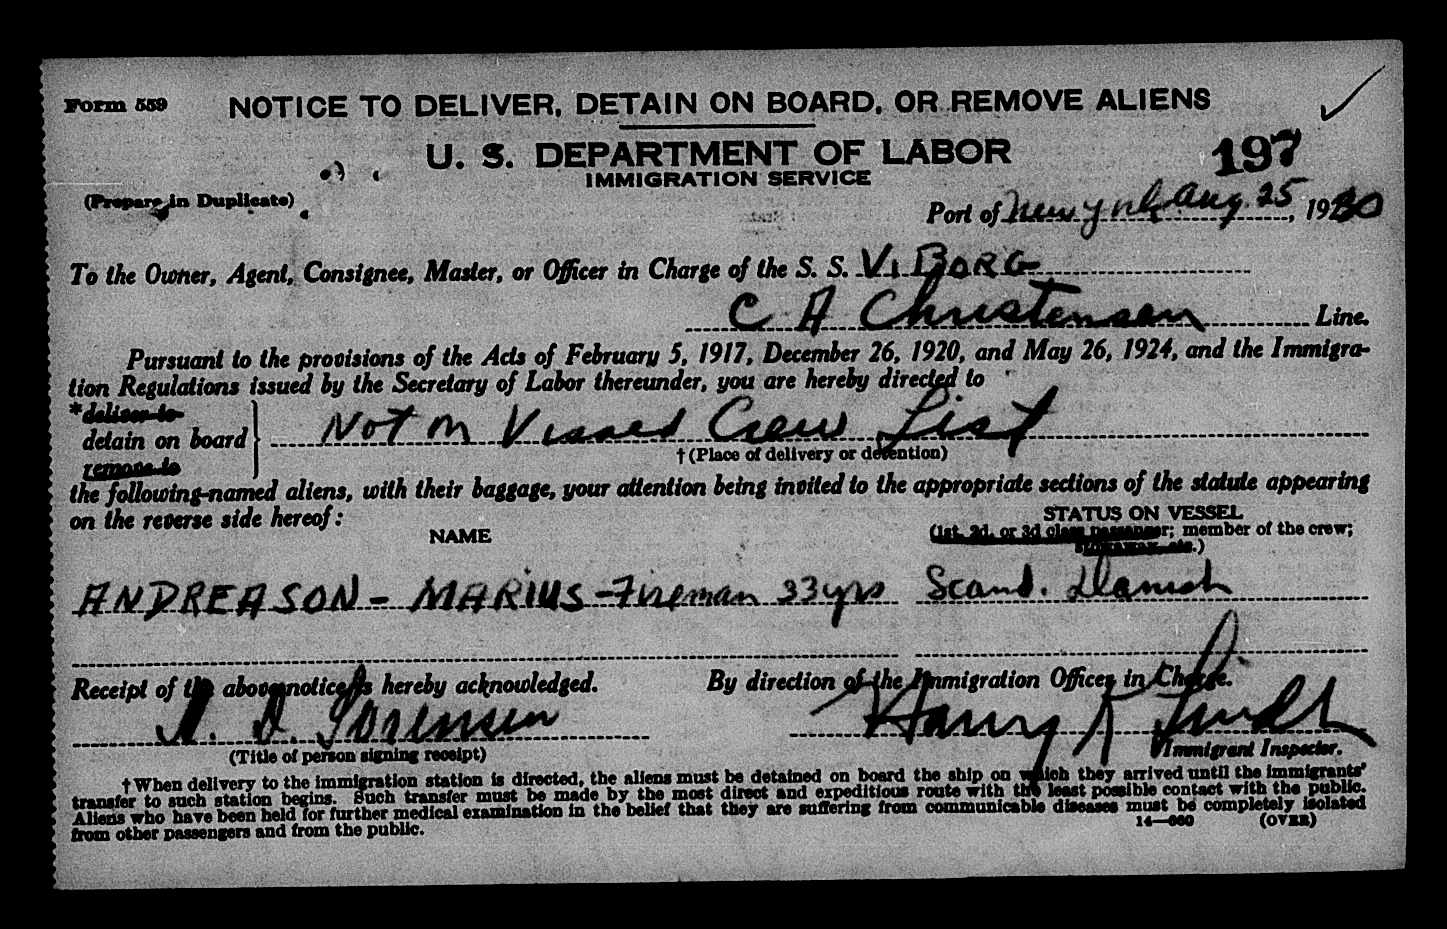 Form 559
NOTICE TO DELIVER, DETAIN ON BOARD, OR REMOVE ALIENS
U. S. DEPARTMENT OF LABOR
IMMIGRATION SERVICE
197
(Prepare in Duplicate)
Port of New York Aug. 25, 1930
To the Owner, Agent, Consignee, Master, or Officer in Charge of the S. S. VIBORG
C A Christensen Line.
Pursuant to the provisions of the Acts of February 5, 1917, December 26, 1920, and May 26, 1924, and the Immigra-
tion Regulations issued by the Secretary of Labor thereunder, you are hereby directed to
*deliver to
detain on board Not on Visaed Crew List
remove to
†(Place of delivery or detention)
the following-named aliens, with their baggage, your attention being invited to the appropriate sections of the statute appearing
on the reverse side hereof:
NAME
STATUS ON VESSEL
(1st, 2d, or 3d class passenger; member of the crew;
stowaway, etc.)
ANDREASON - MARIUS - Fireman 33 yrs Scand. Danish
Receipt of the above notice is hereby acknowledged. By direction of the Immigration Officer in Charge.
Sorensen Harry R.
(Title of person signing receipt) Immigrant Inspector.
†When delivery to the immigration station is directed, the aliens must be detained on board the ship on which they arrived until the immigrants'
transfer to such station begins. Such transfer must be made by the most direct and expeditious route with the least possible contact with the public.
Aliens who have been held for further medical examination in the belief that they are suffering from communicable diseases must be completely isolated
from other passengers and from the public.
14—660 (OVER)